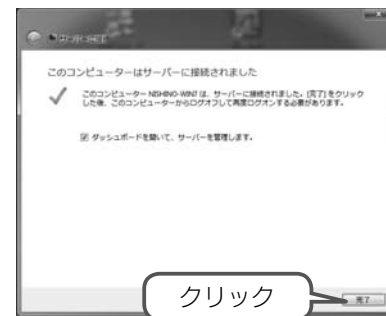 このコンピューターはサーバーに接続されました
このコンピューター NISHINO-WIN7 は、サーバーに接続されました。[完了] をクリック
した後、このコンピューターからログオフして再度ログオンする必要があります。
ダッシュボードを開いて、サーバーを管理します。
クリック
完了